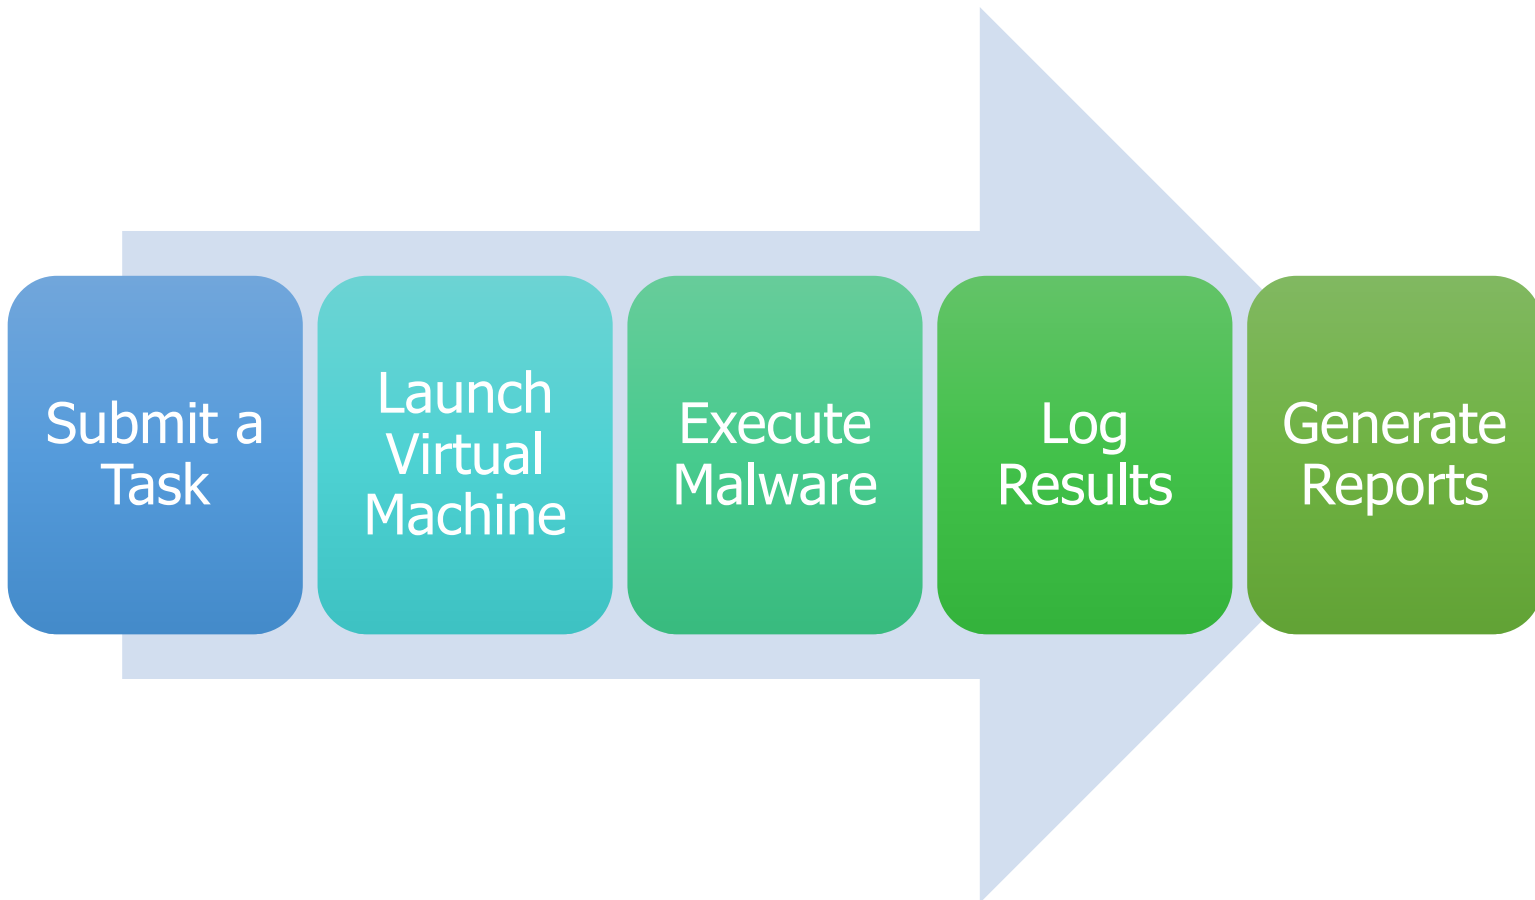 Submit a
Task
Launch
Virtual
Machine
Execute
Malware
Log
Results
Generate
Reports